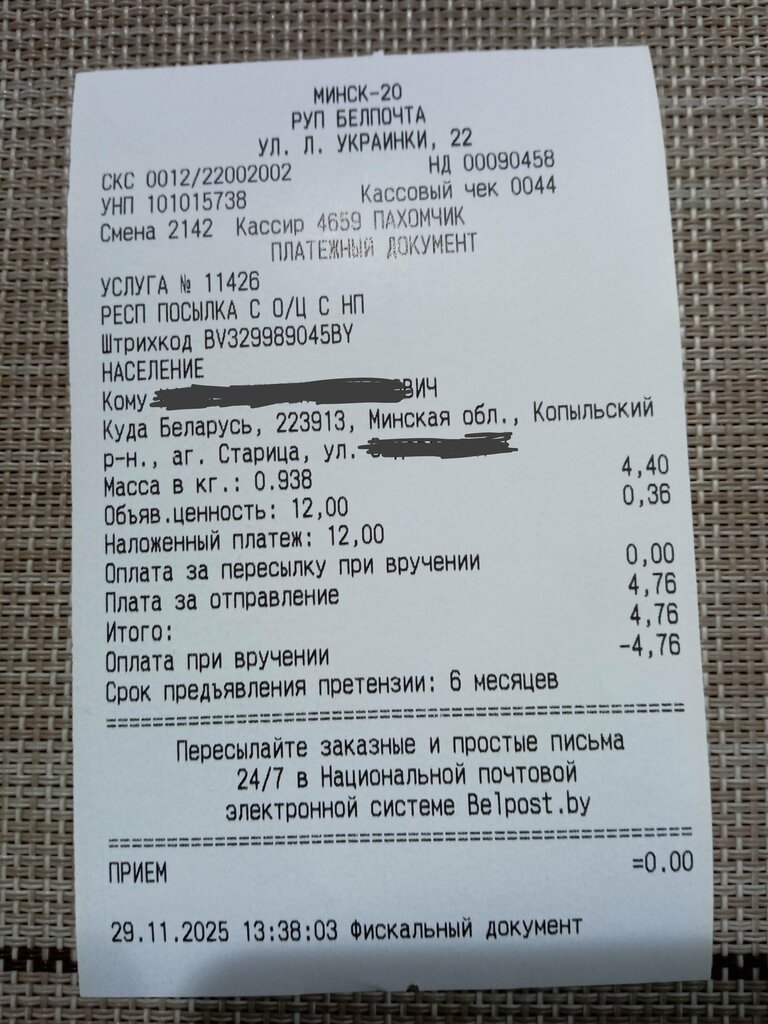 МИНСК-20
РУП БЕЛПОЧТА
УЛ. Л. УКРАИНКИ, 22
СКС 0012/22002002 НД 00090458
УНП 101015738 Кассовый чек 0044
Смена 2142 Кассир 4659 ПАХОМЧИК
ПЛАТЕЖНЫЙ ДОКУМЕНТ
УСЛУГА № 11426
РЕСП ПОСЫЛКА С О/Ц С НП
Штрихкод BV329989045BY
НАСЕЛЕНИЕ
Кому ВИЧ
Куда Беларусь, 223913, Минская обл., Копыльский
р-н., аг. Старица, ул.
Масса в кг.: 0.938 4,40
Объяв.ценность: 12,00 0,36
Наложенный платеж: 12,00
Оплата за пересылку при вручении 0,00
Плата за отправление 4,76
Итого: 4,76
Оплата при вручении -4,76
Срок предъявления претензии: 6 месяцев
Пересылайте заказные и простые письма
24/7 в Национальной почтовой
электронной системе Belpost.by
ПРИЕМ =0.00
29.11.2025 13:38:03 Фискальный документ